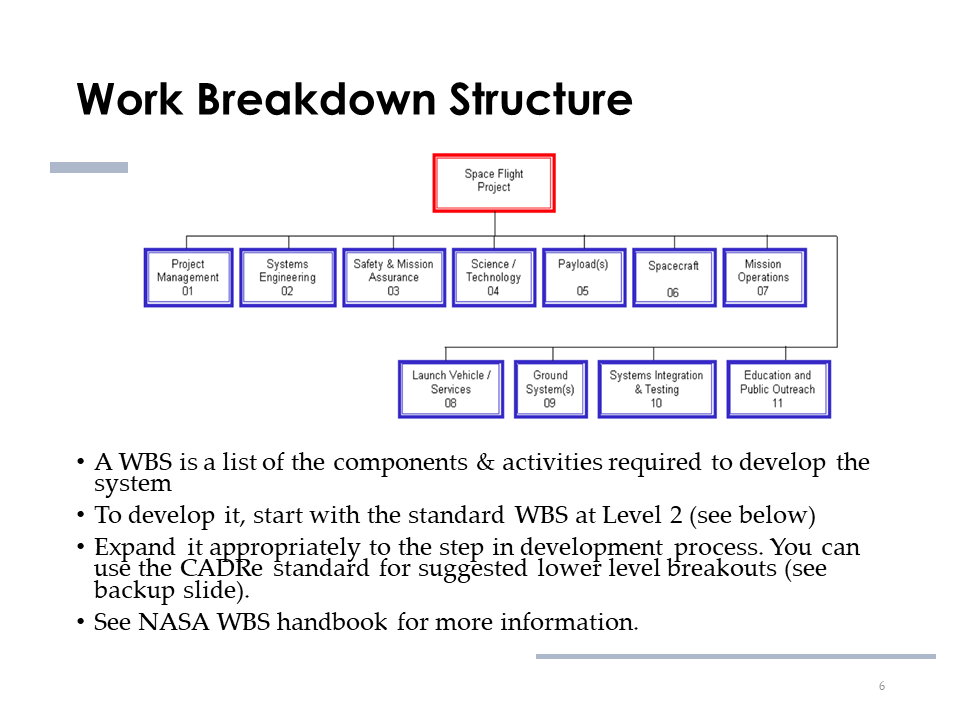 Work Breakdown Structure
Space Flight
Project
Project
Management
01
Systems
Engineering
02
Safety & Mission
Assurance
03
Science /
Technology
04
Payload(s)
05
Spacecraft
06
Mission
Operations
07
Launch Vehicle /
Services
08
Ground
System(s)
09
Systems Integration
& Testing
10
Education and
Public Outreach
11
• A WBS is a list of the components & activities required to develop the
system
• To develop it, start with the standard WBS at Level 2 (see below)
• Expand it appropriately to the step in development process. You can
use the CADRe standard for suggested lower level breakouts (see
backup slide).
• See NASA WBS handbook for more information.
6